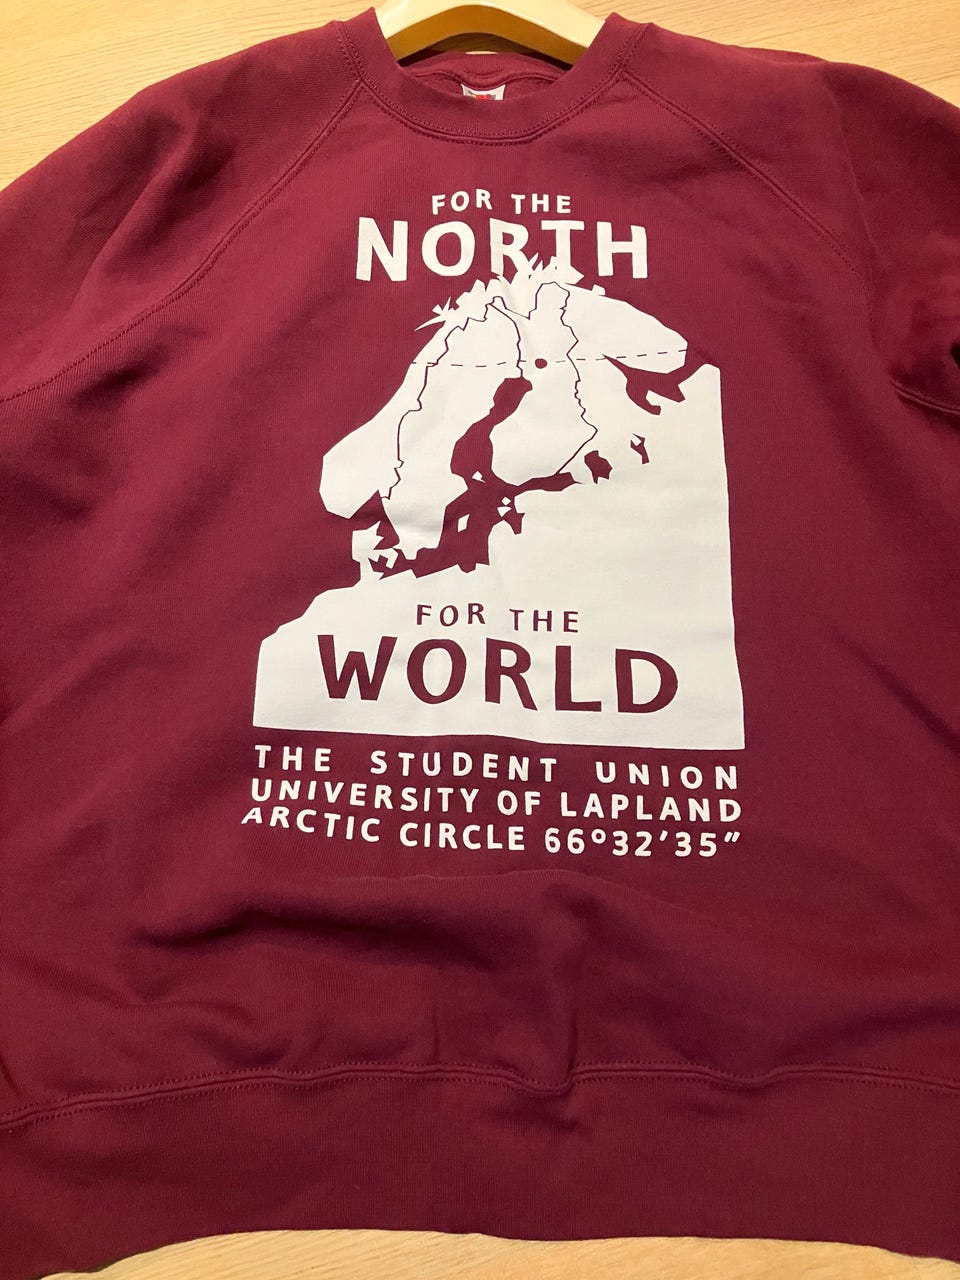 FOR THE
NORTH
FOR THE
WORLD
THE STUDENT UNION
UNIVERSITY OF LAPLAND
ARCTIC CIRCLE 66°32'35"